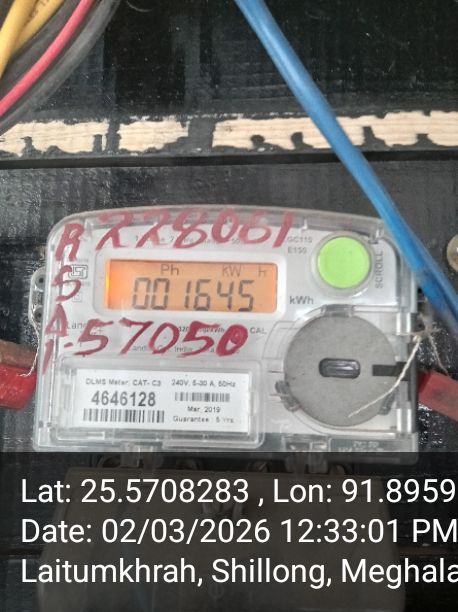 228061
GC110
E150
R5A1
Ph KW h
001645
kWh
SCROLL
57050
CAL
DLMS Meter, CAT- C3
240V, 5-30 A, 50Hz
4646128
Mar, 2019
Guarantee : 5 Yrs
Lat: 25.5708283 , Lon: 91.8959
Date: 02/03/2026 12:33:01 PM
Laitumkhrah, Shillong, Meghala